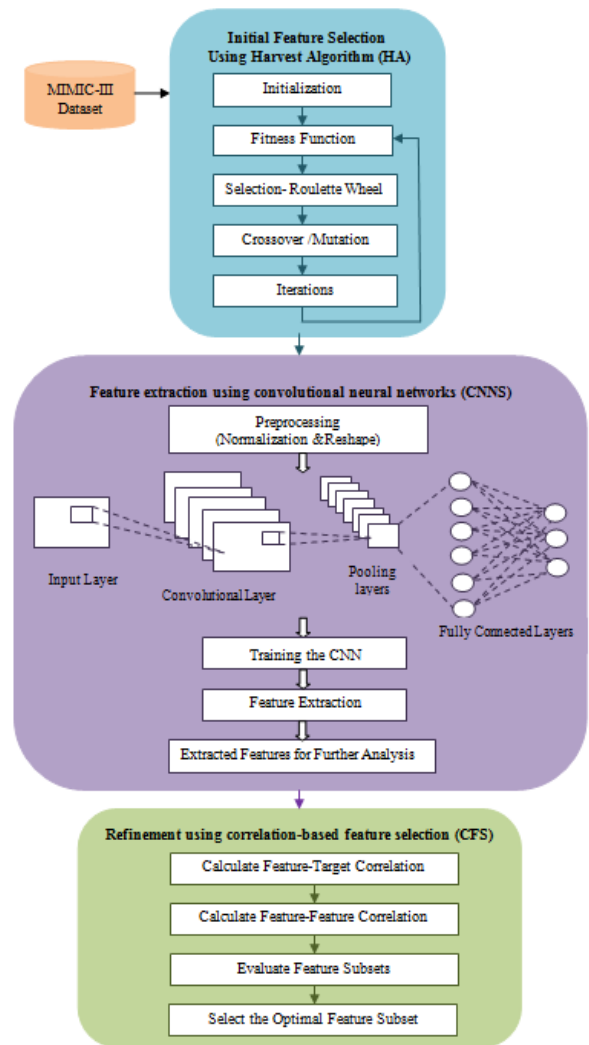 Initial Feature Selection
Using Harvest Algorithm (HA)
MIMIC-III
Dataset
Initialization
Fitness Function
Selection- Roulette Wheel
Crossover /Mutation
Iterations
Feature extraction using convolutional neural networks (CNNS)
Preprocessing
(Normalization &Reshape)
Input Layer
Convolutional Layer
Pooling
layers
Fully Connected Layers
Training the CNN
Feature Extraction
Extracted Features for Further Analysis
Refinement using correlation-based feature selection (CFS)
Calculate Feature-Target Correlation
Calculate Feature-Feature Correlation
Evaluate Feature Subsets
Select the Optimal Feature Subset